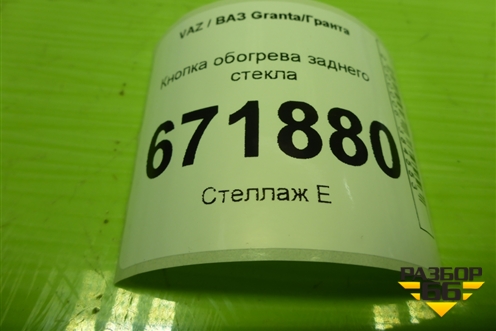 VAZ / ВАЗ Granta/Гранта
Кнопка обогрева заднего
стекла
671880
Стеллаж Е
РАЗБОР
66